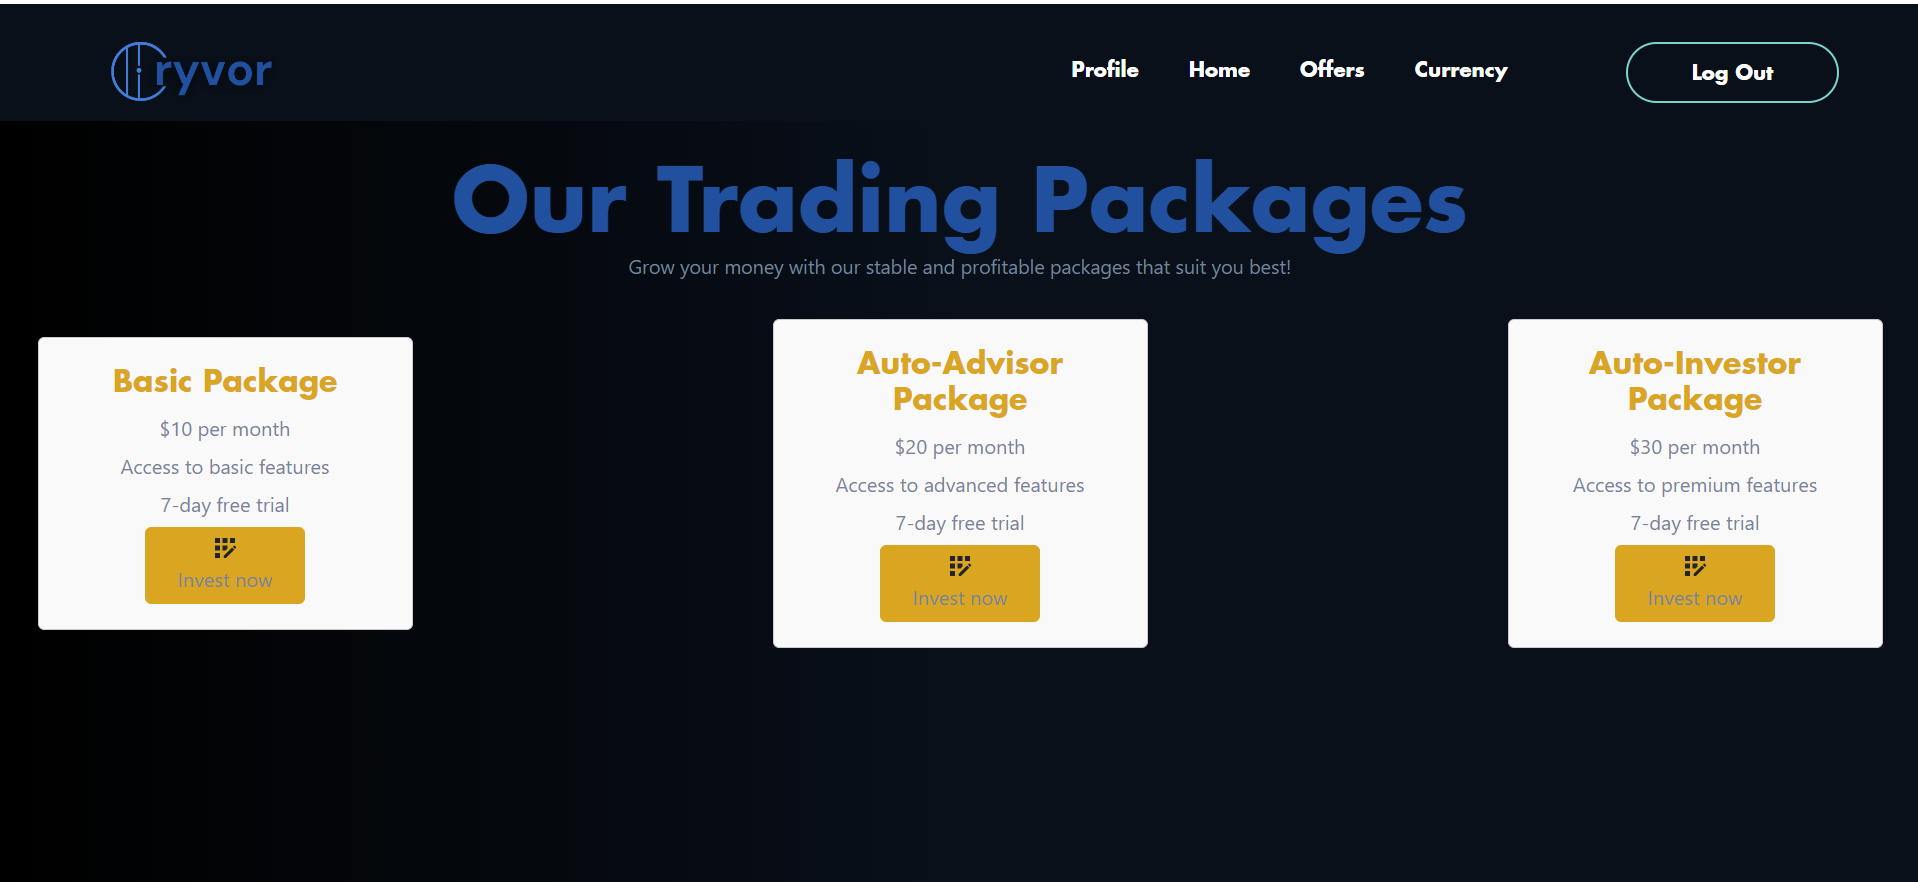 Cryvor
Profile Home Offers Currency Log Out
Our Trading Packages
Grow your money with our stable and profitable packages that suit you best!
Basic Package
$10 per month
Access to basic features
7-day free trial
Invest now
Auto-Advisor
Package
$20 per month
Access to advanced features
7-day free trial
Invest now
Auto-Investor
Package
$30 per month
Access to premium features
7-day free trial
Invest now